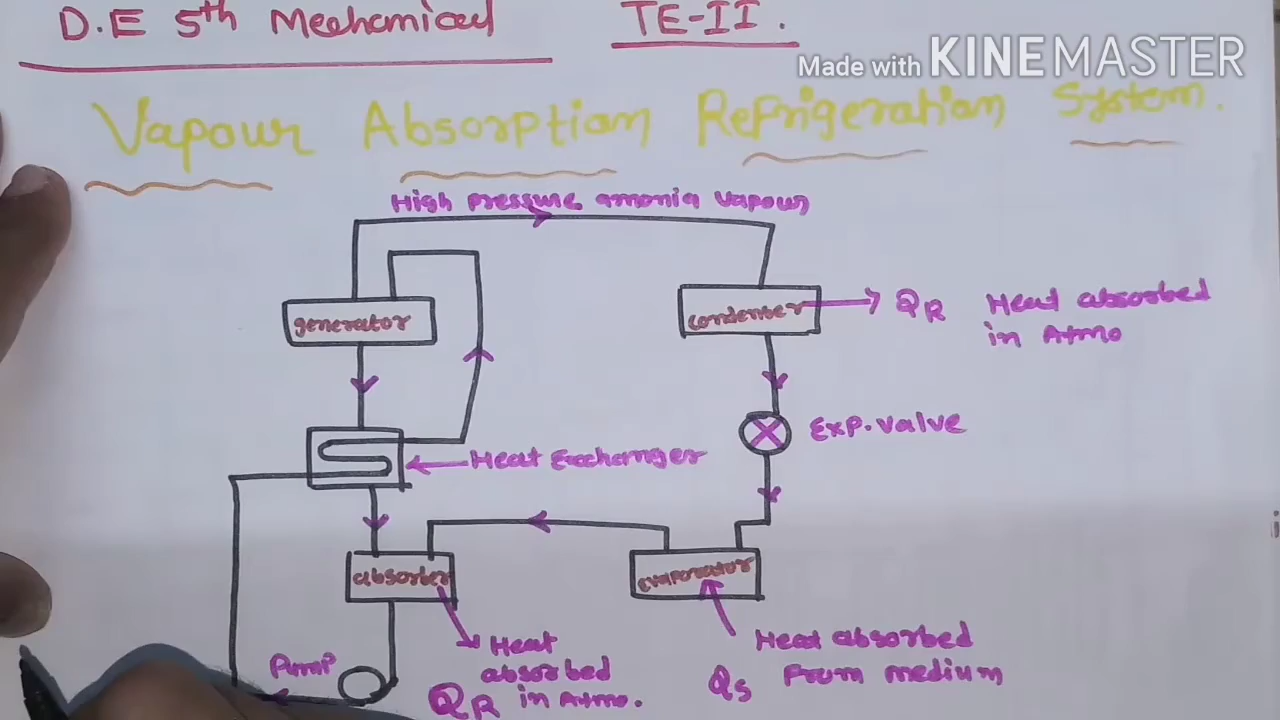 D.E 5th Mechanical TE-II.
Made with KINEMASTER
Vapour Absorption Refrigeration System.
High pressure amonia vapour
generator
condenser
QR Heat absorbed
in Atmo
Exp.valve
Heat Exchanger
absorber
evaporator
Heat
absorbed
in Atmo.
QR
Pump
Heat absorbed
From medium
Qs